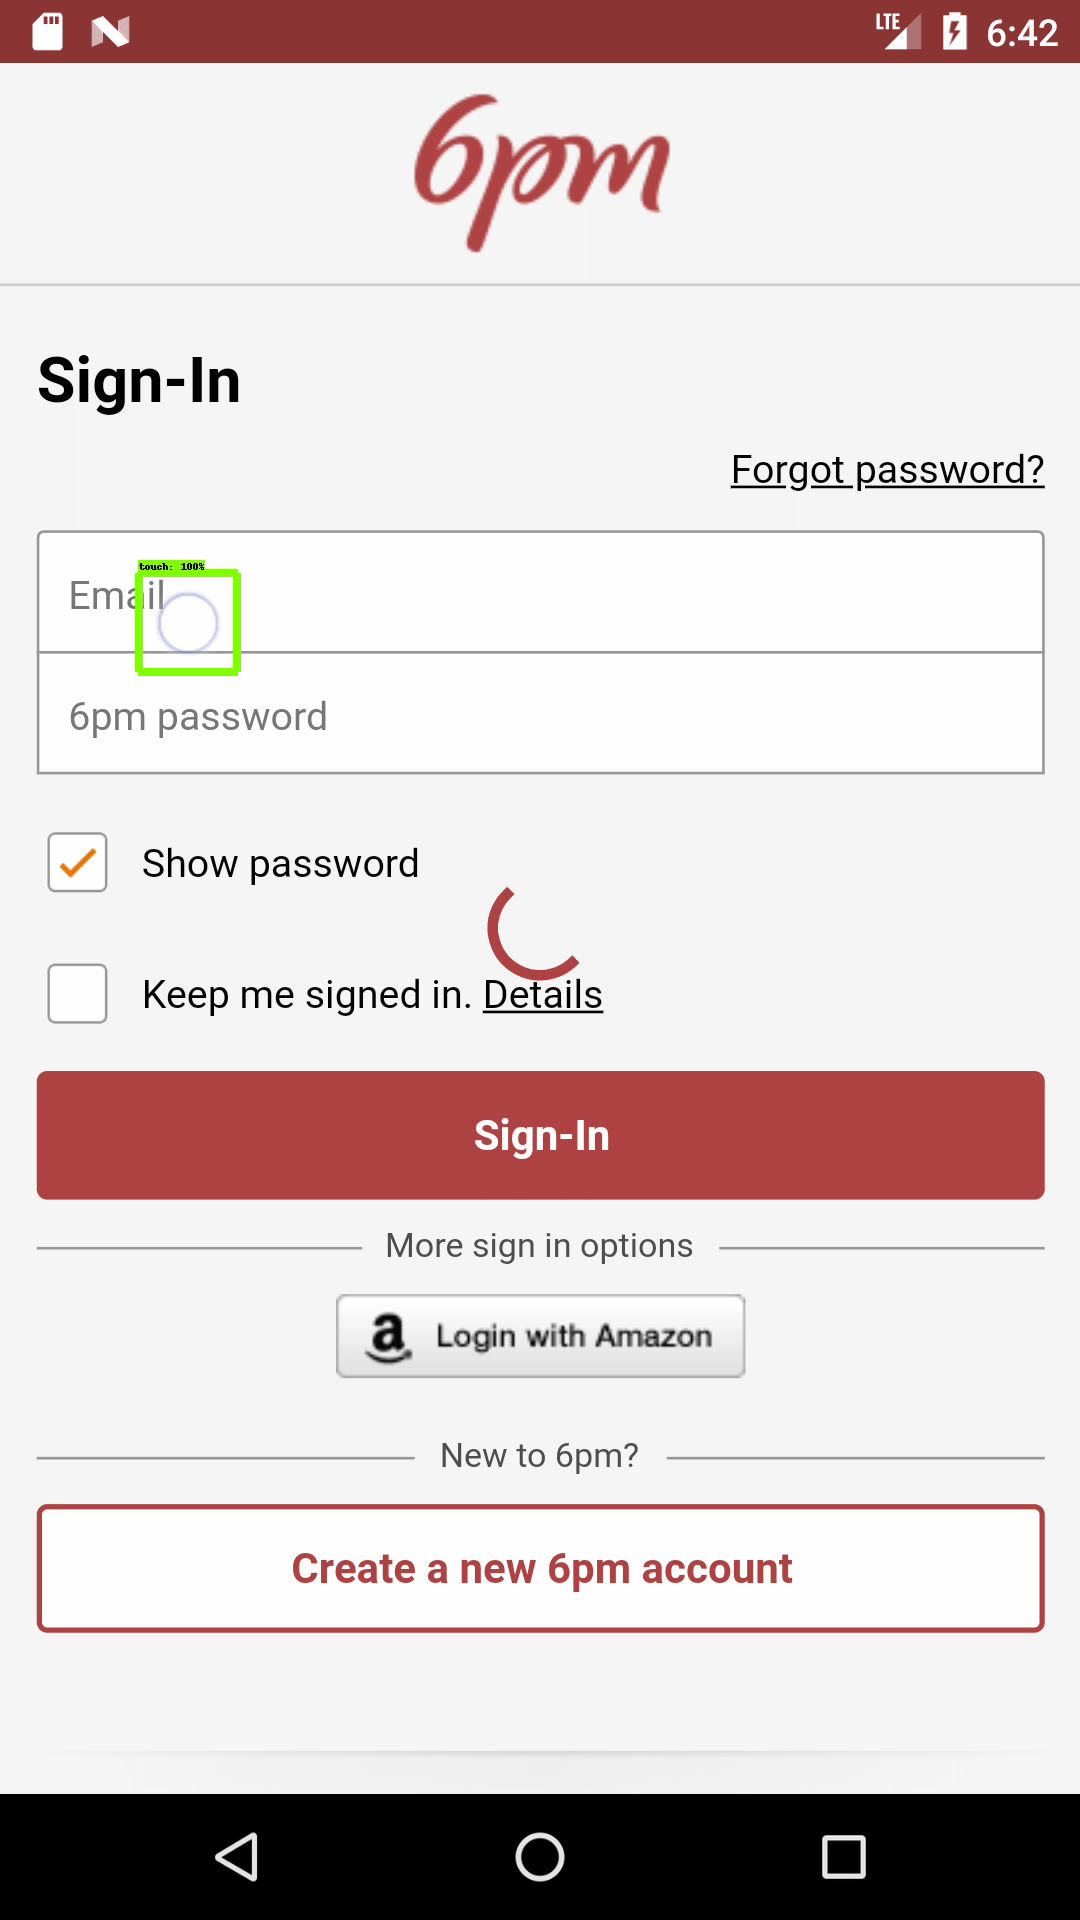 LTE 6:42
6pm
Sign-In
Forgot password?
touch: 100%
Email
6pm password
Show password
Keep me signed in. Details
Sign-In
More sign in options
a Login with Amazon
New to 6pm?
Create a new 6pm account